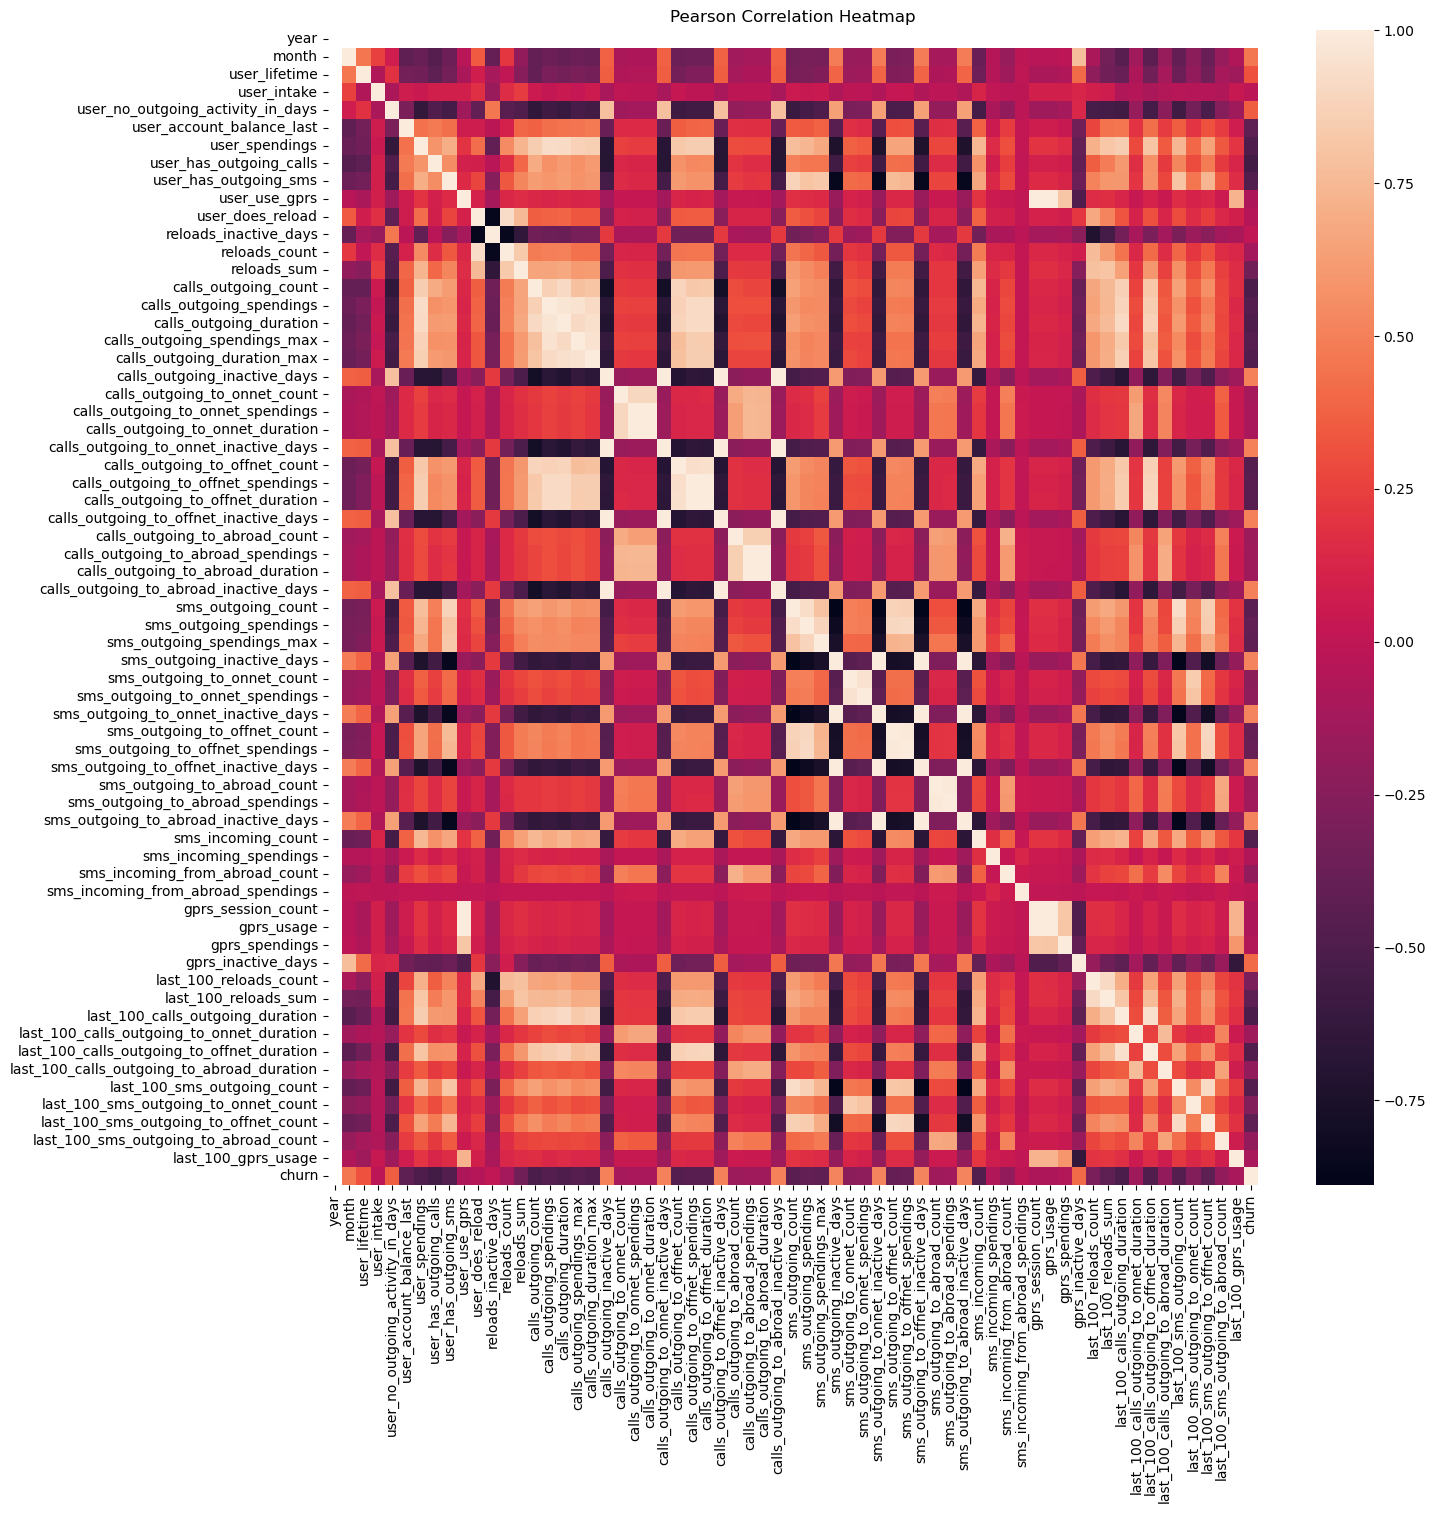 Pearson Correlation Heatmap
year
month
user_lifetime
user_intake
user_no_outgoing_activity_in_days
user_account_balance_last
user_spendings
user_has_outgoing_calls
user_has_outgoing_sms
user_use_gprs
user_does_reload
reloads_inactive_days
reloads_count
reloads_sum
calls_outgoing_count
calls_outgoing_spendings
calls_outgoing_duration
calls_outgoing_spendings_max
calls_outgoing_duration_max
calls_outgoing_inactive_days
calls_outgoing_to_onnet_count
calls_outgoing_to_onnet_spendings
calls_outgoing_to_onnet_duration
calls_outgoing_to_onnet_inactive_days
calls_outgoing_to_offnet_count
calls_outgoing_to_offnet_spendings
calls_outgoing_to_offnet_duration
calls_outgoing_to_offnet_inactive_days
calls_outgoing_to_abroad_count
calls_outgoing_to_abroad_spendings
calls_outgoing_to_abroad_duration
calls_outgoing_to_abroad_inactive_days
sms_outgoing_count
sms_outgoing_spendings
sms_outgoing_spendings_max
sms_outgoing_inactive_days
sms_outgoing_to_onnet_count
sms_outgoing_to_onnet_spendings
sms_outgoing_to_onnet_inactive_days
sms_outgoing_to_offnet_count
sms_outgoing_to_offnet_spendings
sms_outgoing_to_offnet_inactive_days
sms_outgoing_to_abroad_count
sms_outgoing_to_abroad_spendings
sms_outgoing_to_abroad_inactive_days
sms_incoming_count
sms_incoming_spendings
sms_incoming_from_abroad_count
sms_incoming_from_abroad_spendings
gprs_session_count
gprs_usage
gprs_spendings
gprs_inactive_days
last_100_reloads_count
last_100_reloads_sum
last_100_calls_outgoing_duration
last_100_calls_outgoing_to_onnet_duration
last_100_calls_outgoing_to_offnet_duration
last_100_calls_outgoing_to_abroad_duration
last_100_sms_outgoing_count
last_100_sms_outgoing_to_onnet_count
last_100_sms_outgoing_to_offnet_count
last_100_sms_outgoing_to_abroad_count
last_100_gprs_usage
churn
year
month
user_lifetime
user_intake
user_no_outgoing_activity_in_days
user_account_balance_last
user_spendings
user_has_outgoing_calls
user_has_outgoing_sms
user_use_gprs
user_does_reload
reloads_inactive_days
reloads_count
reloads_sum
calls_outgoing_count
calls_outgoing_spendings
calls_outgoing_duration
calls_outgoing_spendings_max
calls_outgoing_duration_max
calls_outgoing_inactive_days
calls_outgoing_to_onnet_count
calls_outgoing_to_onnet_spendings
calls_outgoing_to_onnet_duration
calls_outgoing_to_onnet_inactive_days
calls_outgoing_to_offnet_count
calls_outgoing_to_offnet_spendings
calls_outgoing_to_offnet_duration
calls_outgoing_to_offnet_inactive_days
calls_outgoing_to_abroad_count
calls_outgoing_to_abroad_spendings
calls_outgoing_to_abroad_duration
calls_outgoing_to_abroad_inactive_days
sms_outgoing_count
sms_outgoing_spendings
sms_outgoing_spendings_max
sms_outgoing_inactive_days
sms_outgoing_to_onnet_count
sms_outgoing_to_onnet_spendings
sms_outgoing_to_onnet_inactive_days
sms_outgoing_to_offnet_count
sms_outgoing_to_offnet_spendings
sms_outgoing_to_offnet_inactive_days
sms_outgoing_to_abroad_count
sms_outgoing_to_abroad_spendings
sms_outgoing_to_abroad_inactive_days
sms_incoming_count
sms_incoming_spendings
sms_incoming_from_abroad_count
sms_incoming_from_abroad_spendings
gprs_session_count
gprs_usage
gprs_spendings
gprs_inactive_days
last_100_reloads_count
last_100_reloads_sum
last_100_calls_outgoing_duration
last_100_calls_outgoing_to_onnet_duration
last_100_calls_outgoing_to_offnet_duration
last_100_calls_outgoing_to_abroad_duration
last_100_sms_outgoing_count
last_100_sms_outgoing_to_onnet_count
last_100_sms_outgoing_to_offnet_count
last_100_sms_outgoing_to_abroad_count
last_100_gprs_usage
churn
1.00
0.75
0.50
0.25
0.00
−0.25
−0.50
−0.75